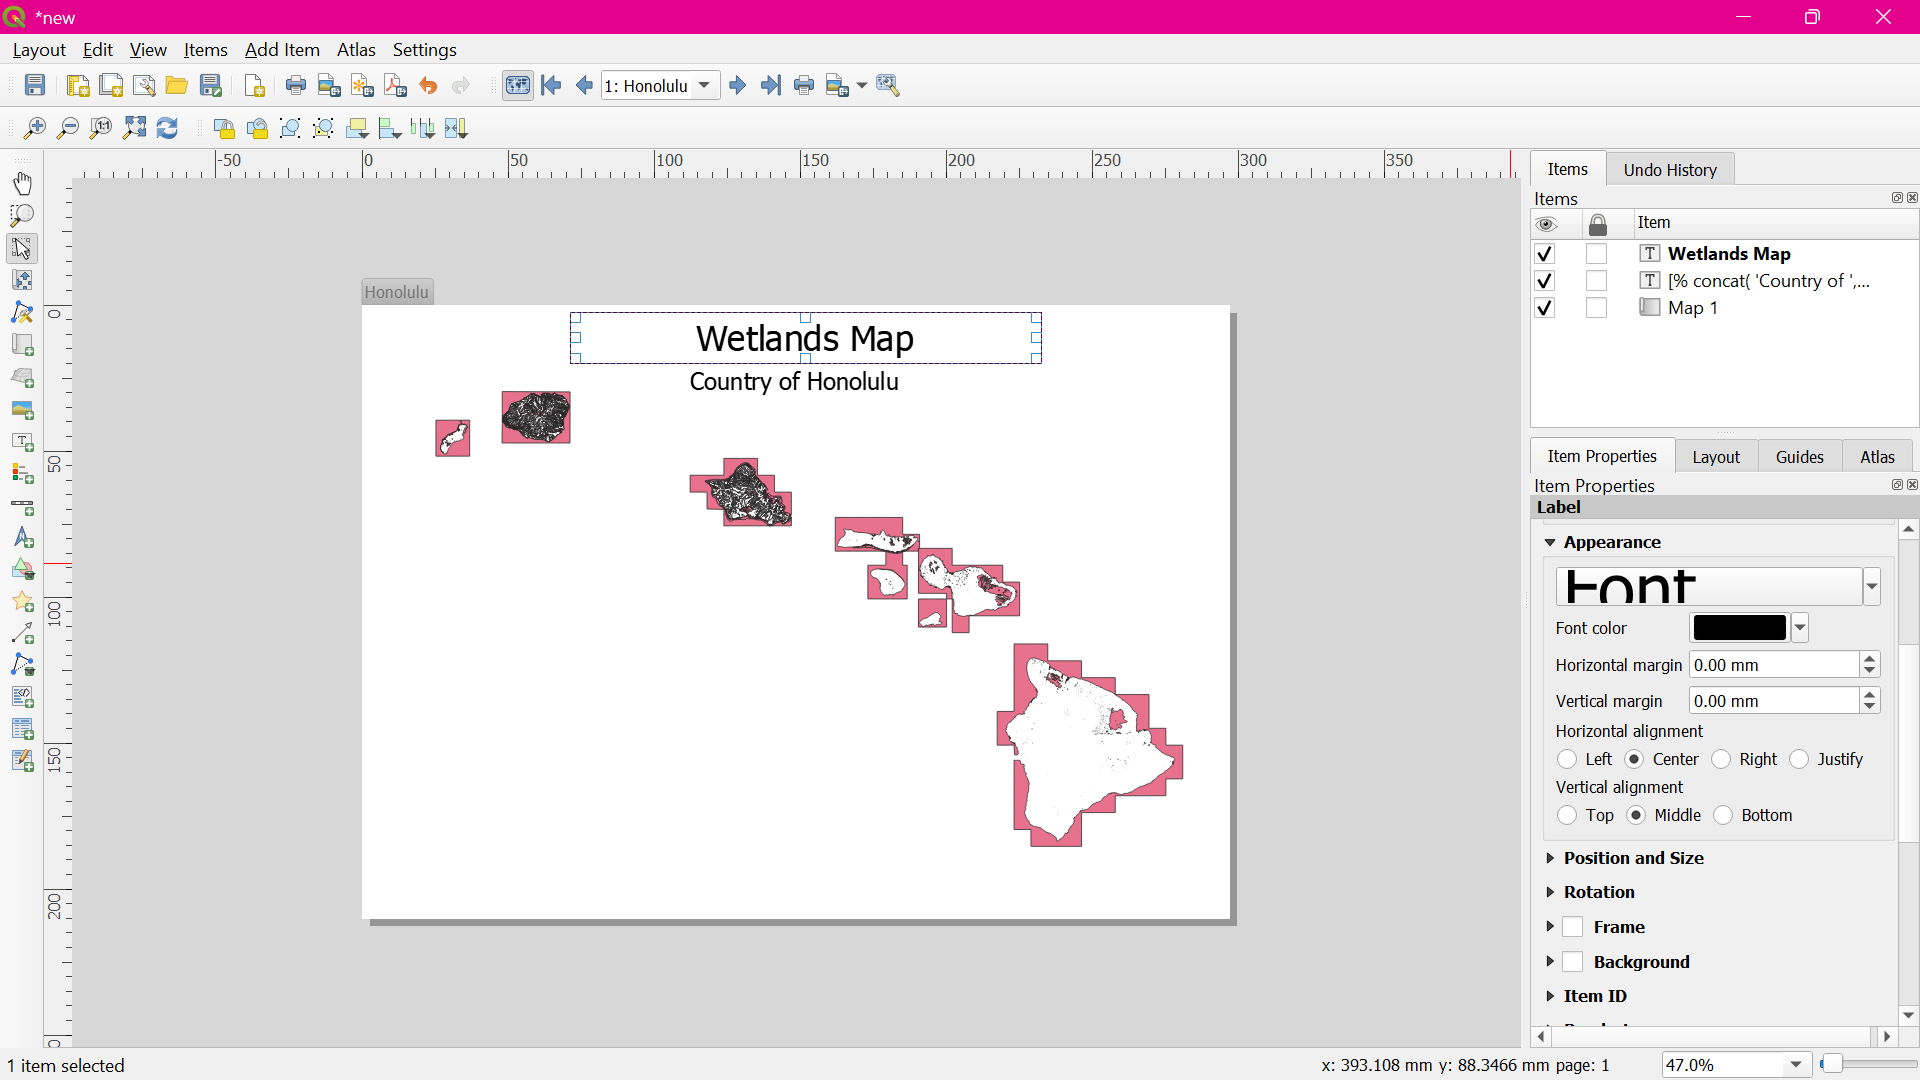 *new
Layout Edit View Items Add Item Atlas Settings
1: Honolulu
-50 0 50 100 150 200 250 300 350
Items Undo History
Items
Item
Wetlands Map
[% concat( 'Country of ',...
Map 1
Honolulu
Wetlands Map
Country of Honolulu
0
50
100
150
200
Item Properties Layout Guides Atlas
Item Properties
Label
Appearance
Font
Font color
Horizontal margin 0.00 mm
Vertical margin 0.00 mm
Horizontal alignment
Left Center Right Justify
Vertical alignment
Top Middle Bottom
Position and Size
Rotation
Frame
Background
Item ID
1 item selected
x: 393.108 mm y: 88.3466 mm page: 1
47.0%